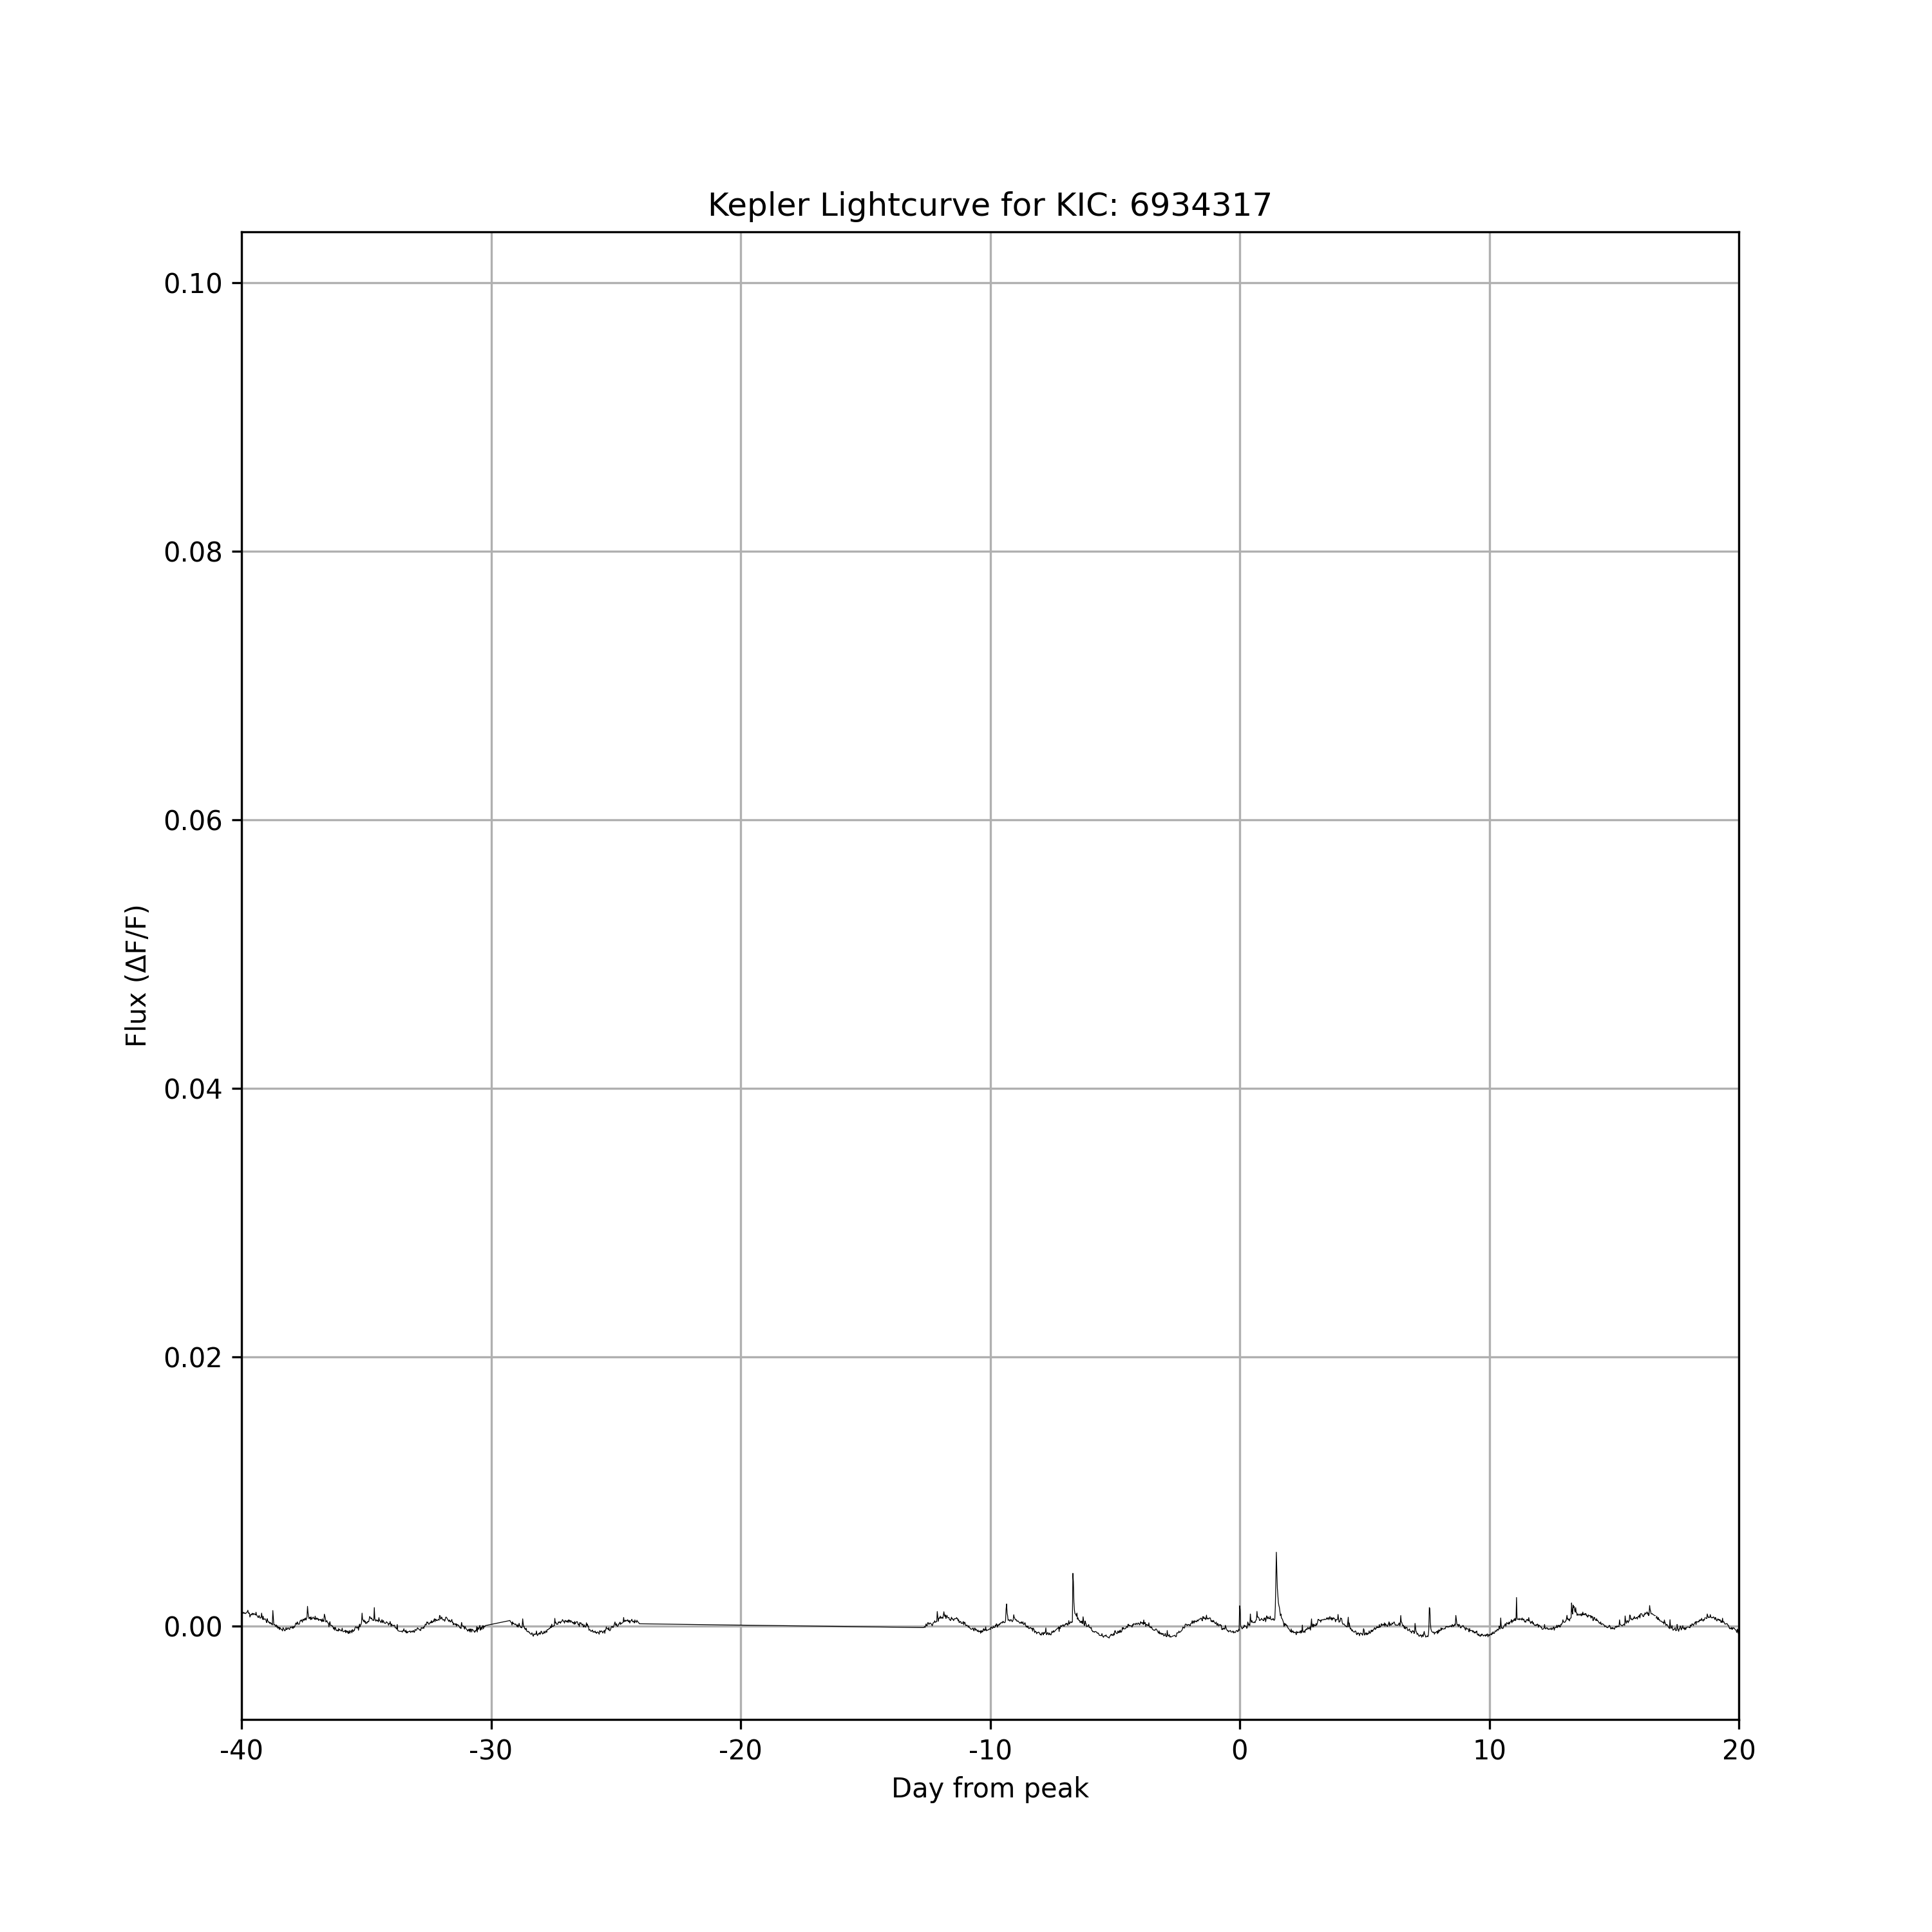 Kepler Lightcurve for KIC: 6934317
0.10
0.08
0.06
0.04
0.02
0.00
Flux (ΔF/F)
-40 -30 -20 -10 0 10 20
Day from peak